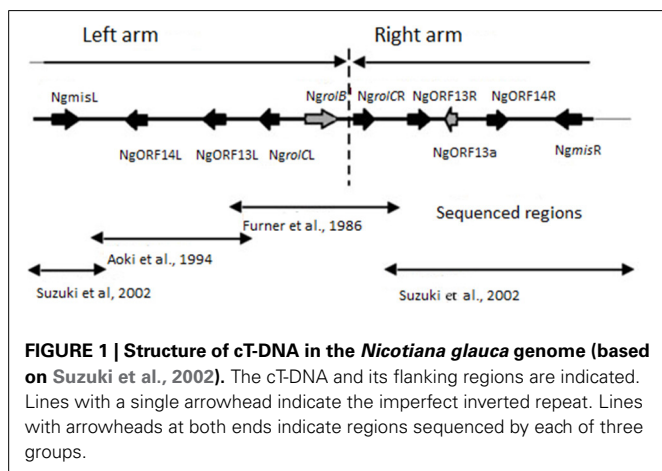 Left arm
Right arm
NgmisL
NgrolB
NgrolCR
NgORF13R
NgORF14R
NgORF14L
NgORF13L
NgrolCL
NgORF13a
NgmisR
Furner et al., 1986
Sequenced regions
Aoki et al., 1994
Suzuki et al, 2002
Suzuki et al., 2002
FIGURE 1 | Structure of cT-DNA in the Nicotiana glauca genome (based
on Suzuki et al., 2002). The cT-DNA and its flanking regions are indicated.
Lines with a single arrowhead indicate the imperfect inverted repeat. Lines
with arrowheads at both ends indicate regions sequenced by each of three
groups.